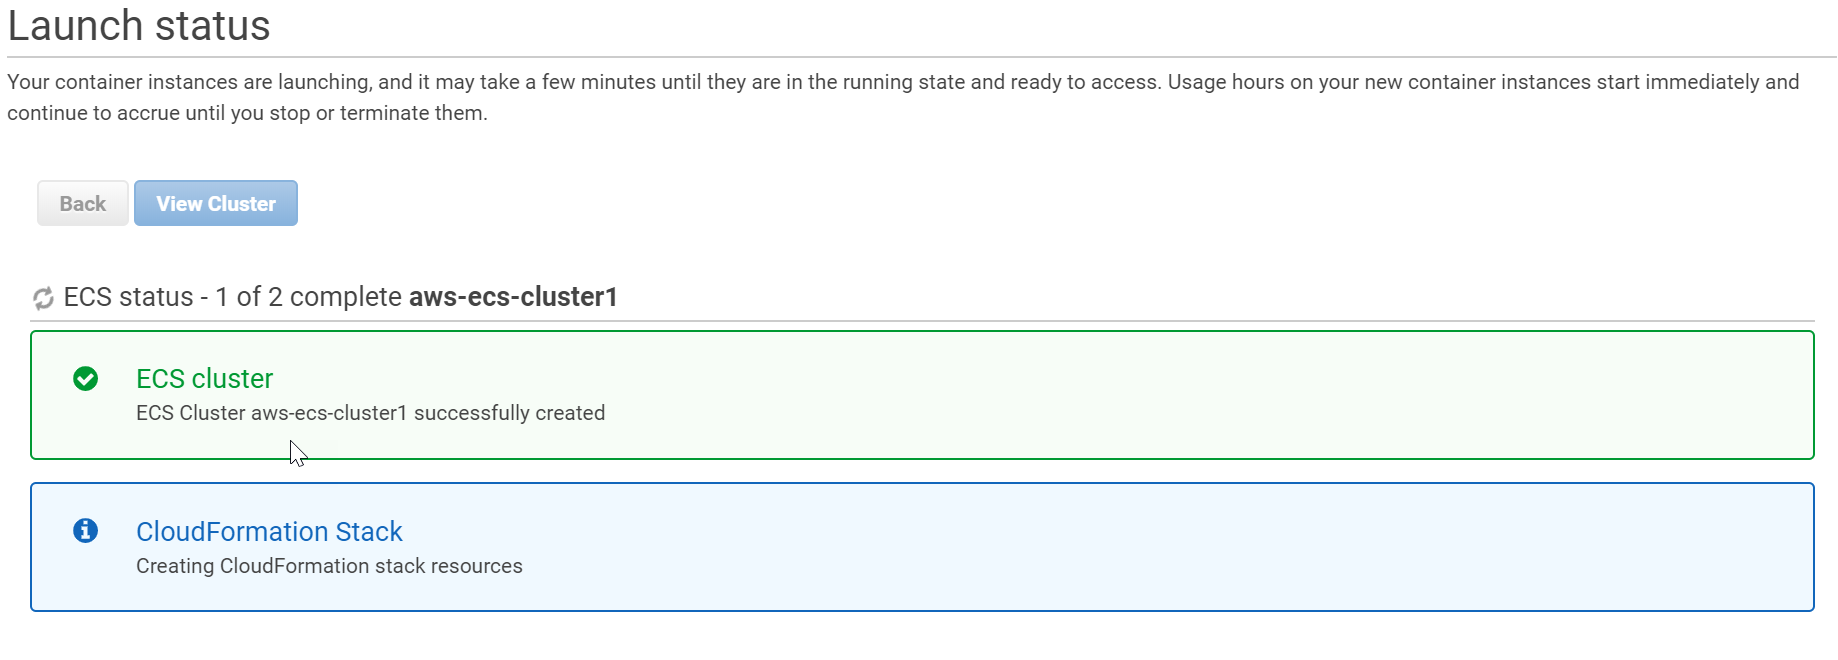 Launch status
Your container instances are launching, and it may take a few minutes until they are in the running state and ready to access. Usage hours on your new container instances start immediately and
continue to accrue until you stop or terminate them.
Back
View Cluster
ECS status - 1 of 2 complete aws-ecs-cluster1
ECS cluster
ECS Cluster aws-ecs-cluster1 successfully created
CloudFormation Stack
Creating CloudFormation stack resources